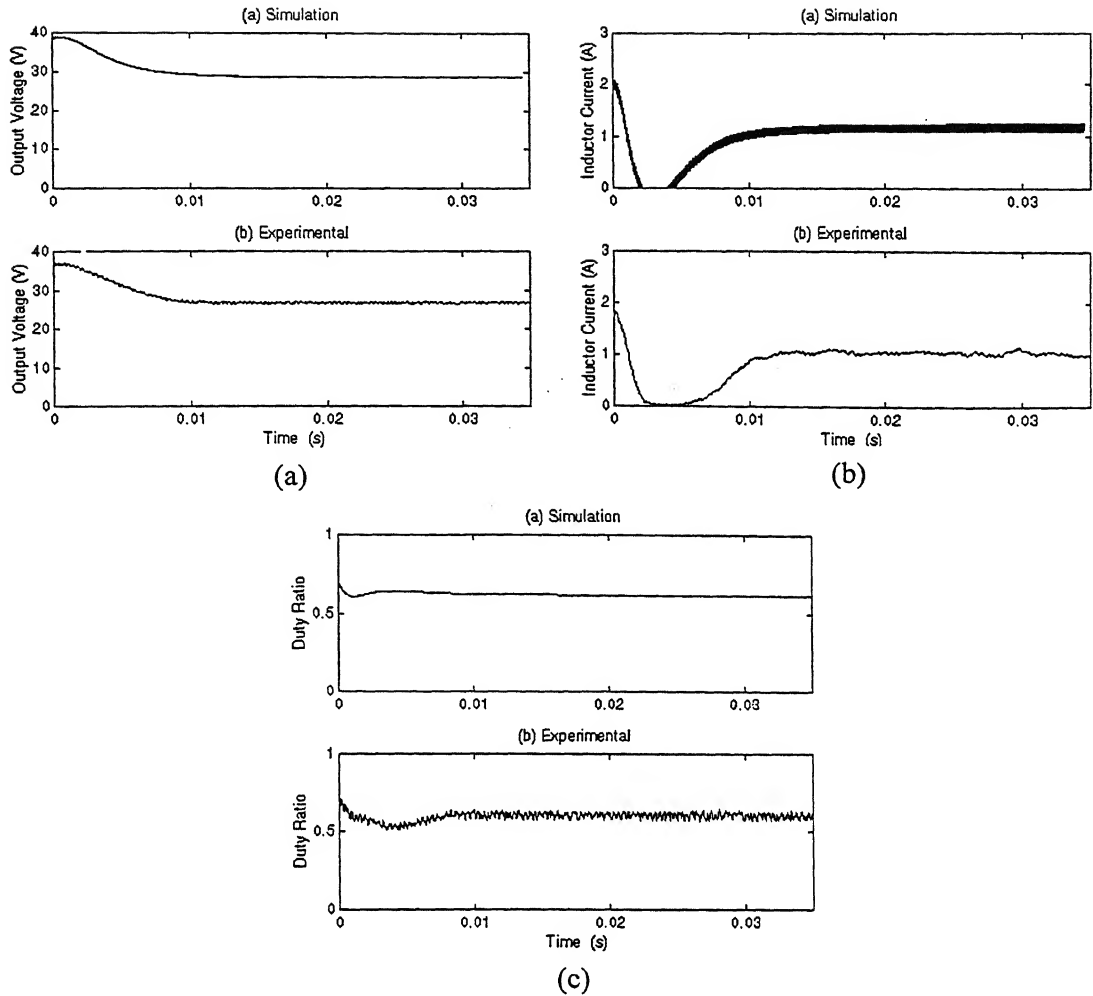 (a) Simulation
Output Voltage (V)
40
30
20
10
0
0
0.01
0.02
0.03
(b) Experimental
Output Voltage (V)
40
30
20
10
0
0
0.01
0.02
0.03
Time (s)
(a)
(a) Simulation
Inductor Current (A)
3
2
1
0
0
0.01
0.02
0.03
(b) Experimental
Inductor Current (A)
3
2
1
0
0
0.01
0.02
0.03
Time (s)
(b)
(a) Simulation
Duty Ratio
1
0.5
0
0
0.01
0.02
0.03
(b) Experimental
Duty Ratio
1
0.5
0
0
0.01
0.02
0.03
Time (s)
(c)